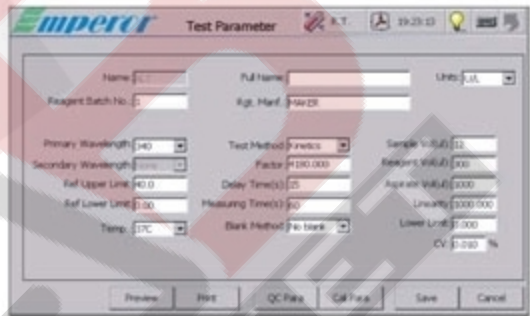 Emperor Test Parameter R.T. 19:23:13
Name Full Name Units U/L
Reagent Batch No. 1 Rgt. Manf. MAKER
Primary Wavelength 340 Test Method Kinetics Sample Vol(ul) 12
Secondary Wavelength Factor Reagent Vol(ul) 300
Ref Upper Limit 40.0 Delay Time(s) Aspirate Vol(ul) 1000
Ref Lower Limit 0.00 Measuring Time(s) 60 Linearity 1000.000
Temp. 37C Blank Method No blank Lower Limit 0.000
CV 0.010 %
Preview Print QC Para Cal Para Save Cancel